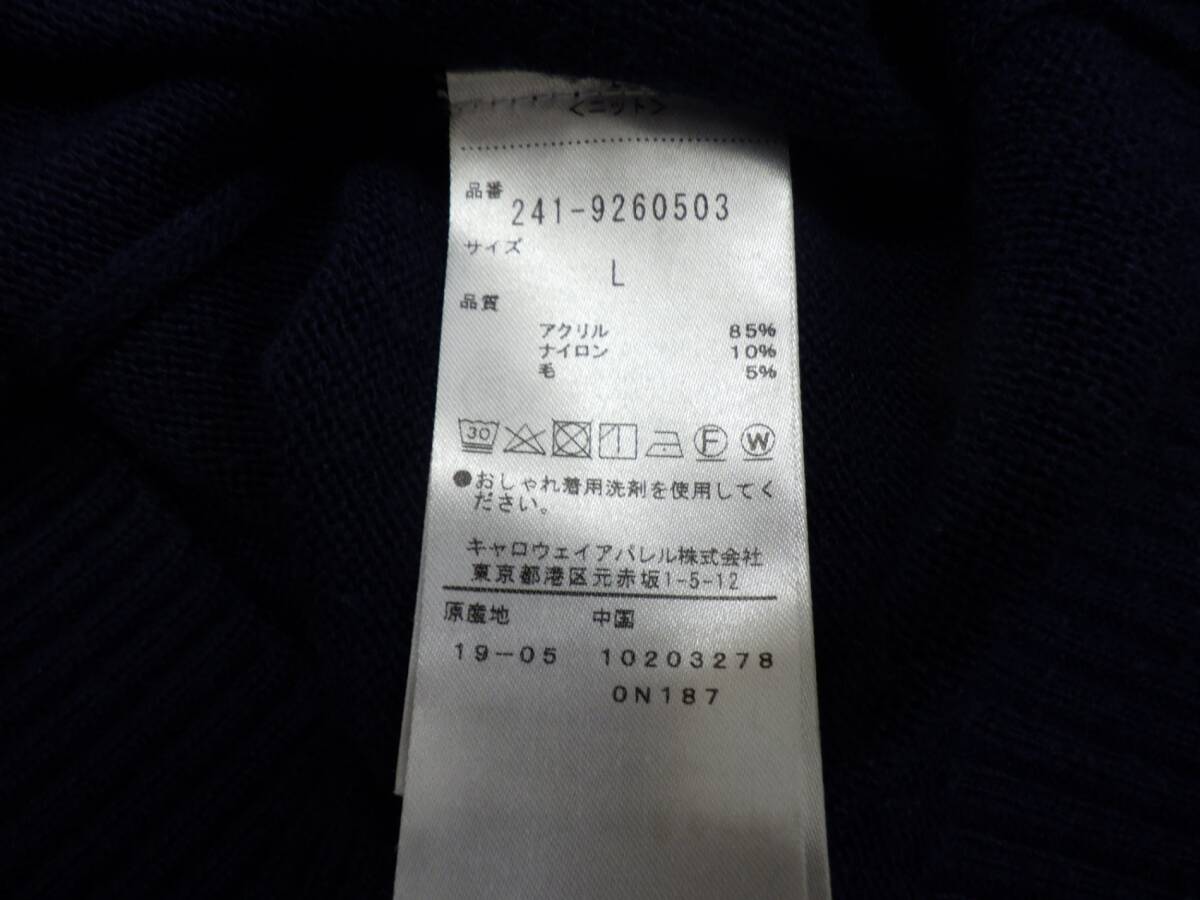 <ニット>
品番
241-9260503
サイズ
L
品質
アクリル 85%
ナイロン 10%
毛 5%
30 F W
●おしゃれ着用洗剤を使用してく
ださい。
キャロウェイアパレル株式会社
東京都港区元赤坂1-5-12
原産地 中国
19-05 10203278
0N187